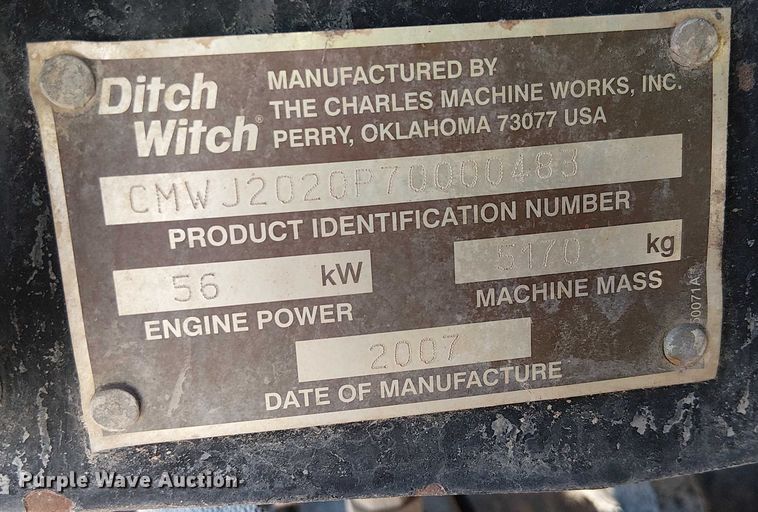 Ditch Witch®
MANUFACTURED BY
THE CHARLES MACHINE WORKS, INC.
PERRY, OKLAHOMA 73077 USA
CMWJ2020P70000483
PRODUCT IDENTIFICATION NUMBER
56 kW
ENGINE POWER
5170 kg
MACHINE MASS
2007
DATE OF MANUFACTURE
Purple Wave Auction